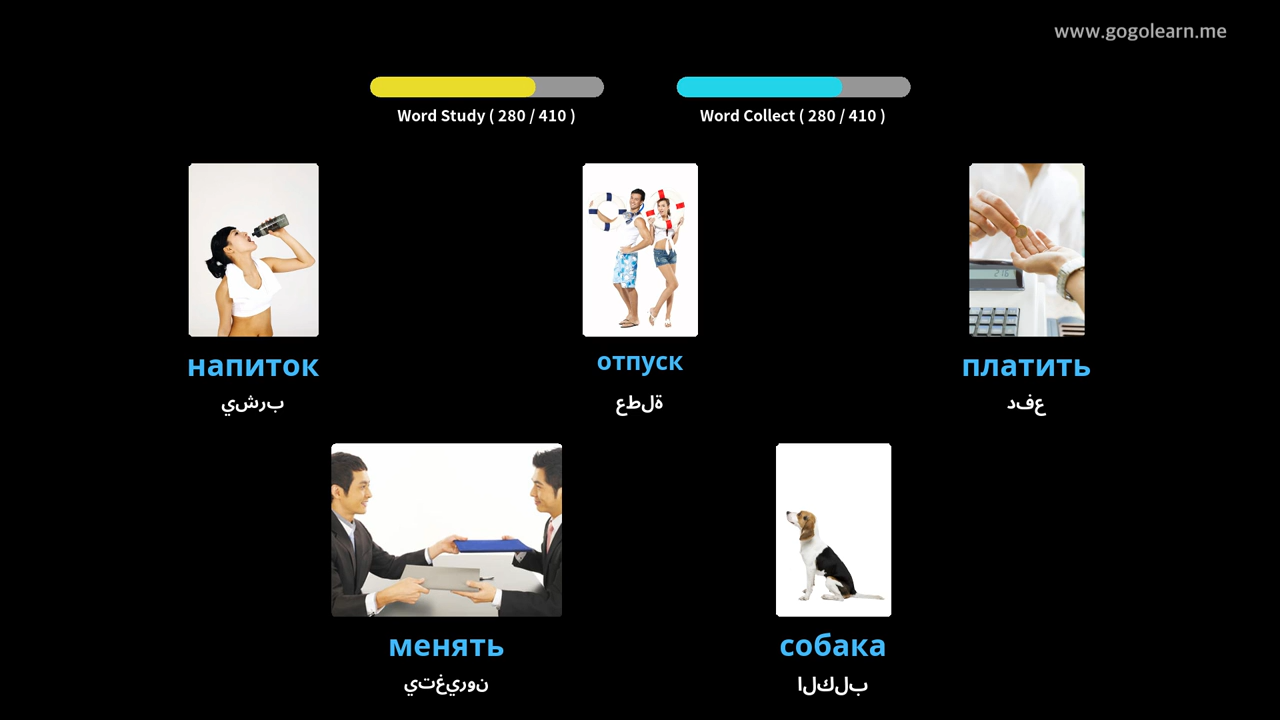 www.gogolearn.me
Word Study ( 280 / 410 )
Word Collect ( 280 / 410 )
напиток
يشرب
отпуск
عطلة
платить
دفع
менять
يتغيرون
собака
الكلب